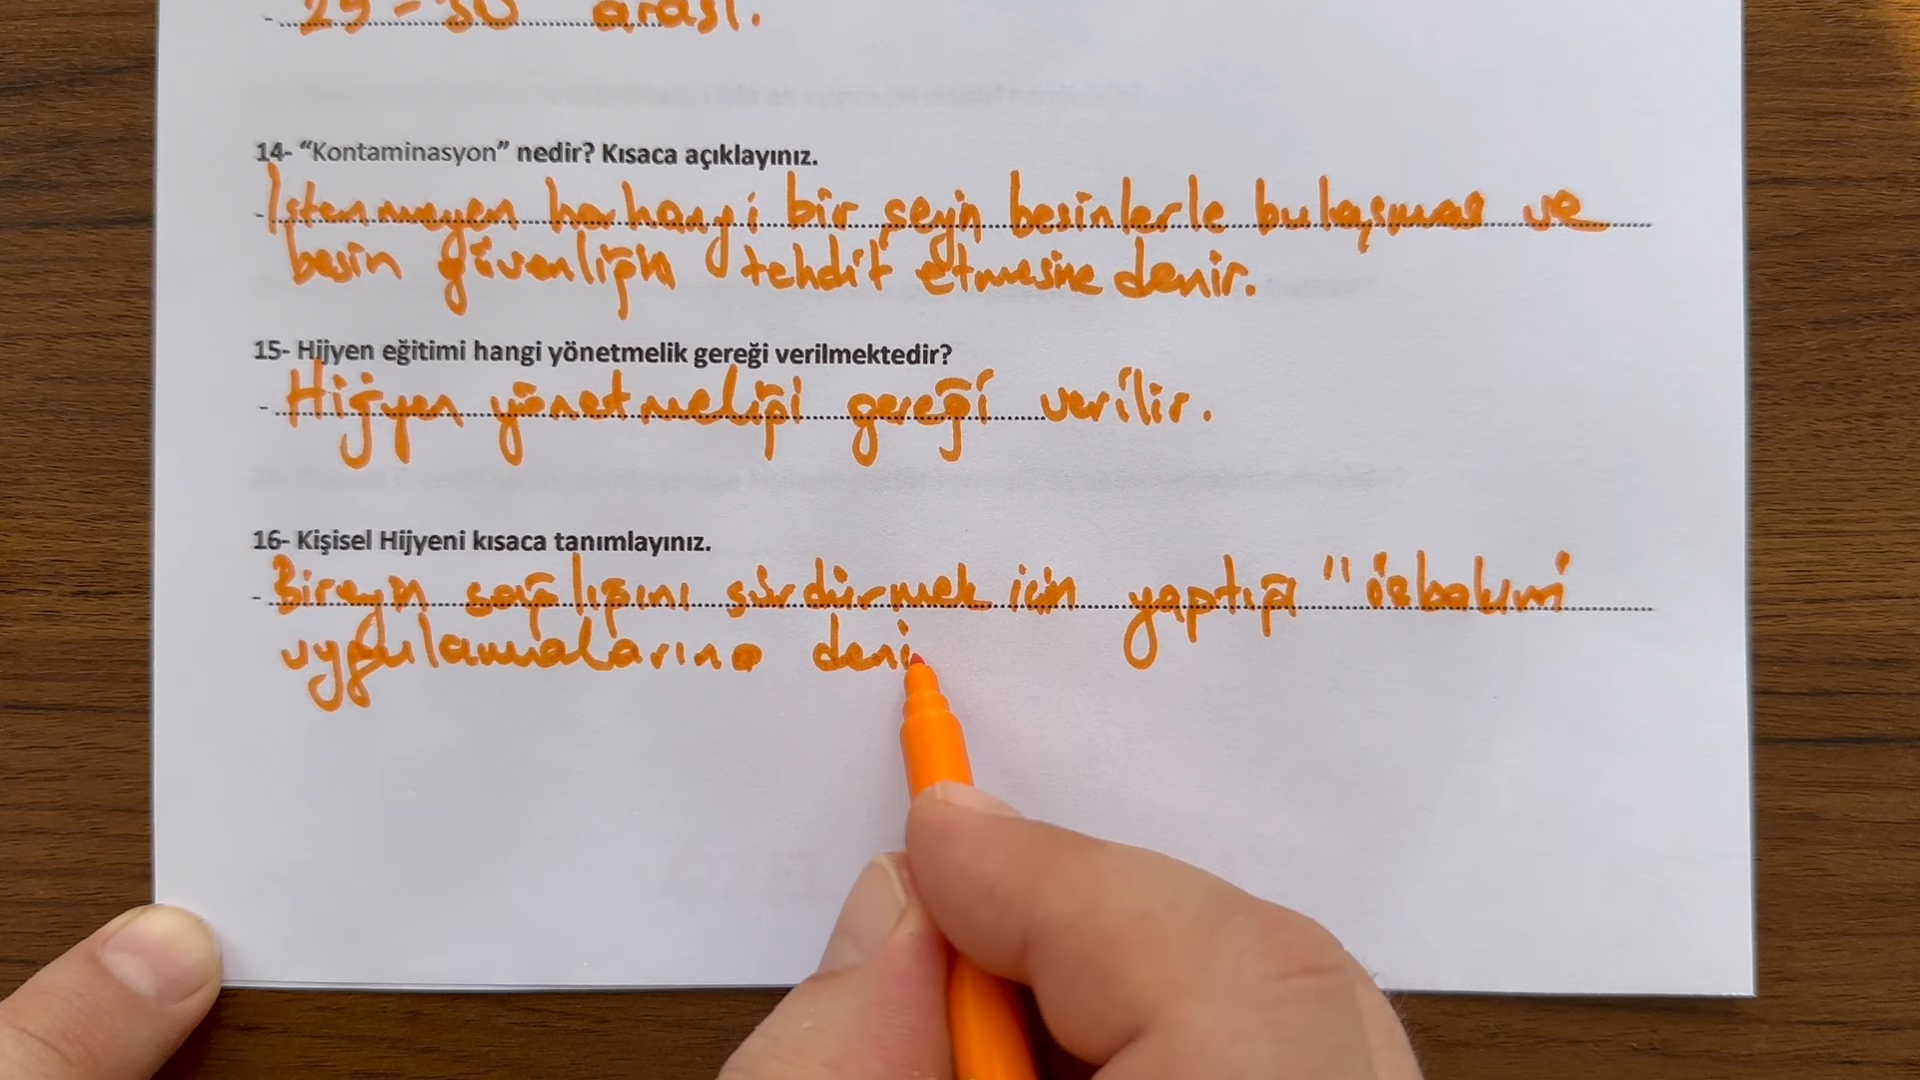 - 25-30 arası.
14- “Kontaminasyon” nedir? Kısaca açıklayınız.
- İstenmeyen herhangi bir şeyin besinlerle bulaşması ve
besin güvenliğin tehdit etmesine denir.
15- Hijyen eğitimi hangi yönetmelik gereği verilmektedir?
- Hijyen yönetmeliği gereği verilir.
16- Kişisel Hijyeni kısaca tanımlayınız.
- Bireyin sağlığını sürdürmek için yaptığı "özbakım
uygulamalarına deni